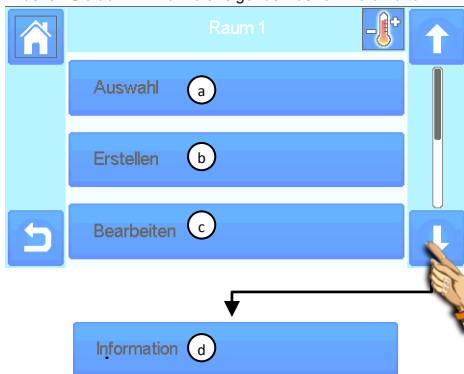 Raum 1
Auswahl a
Erstellen b
Bearbeiten c
Information d